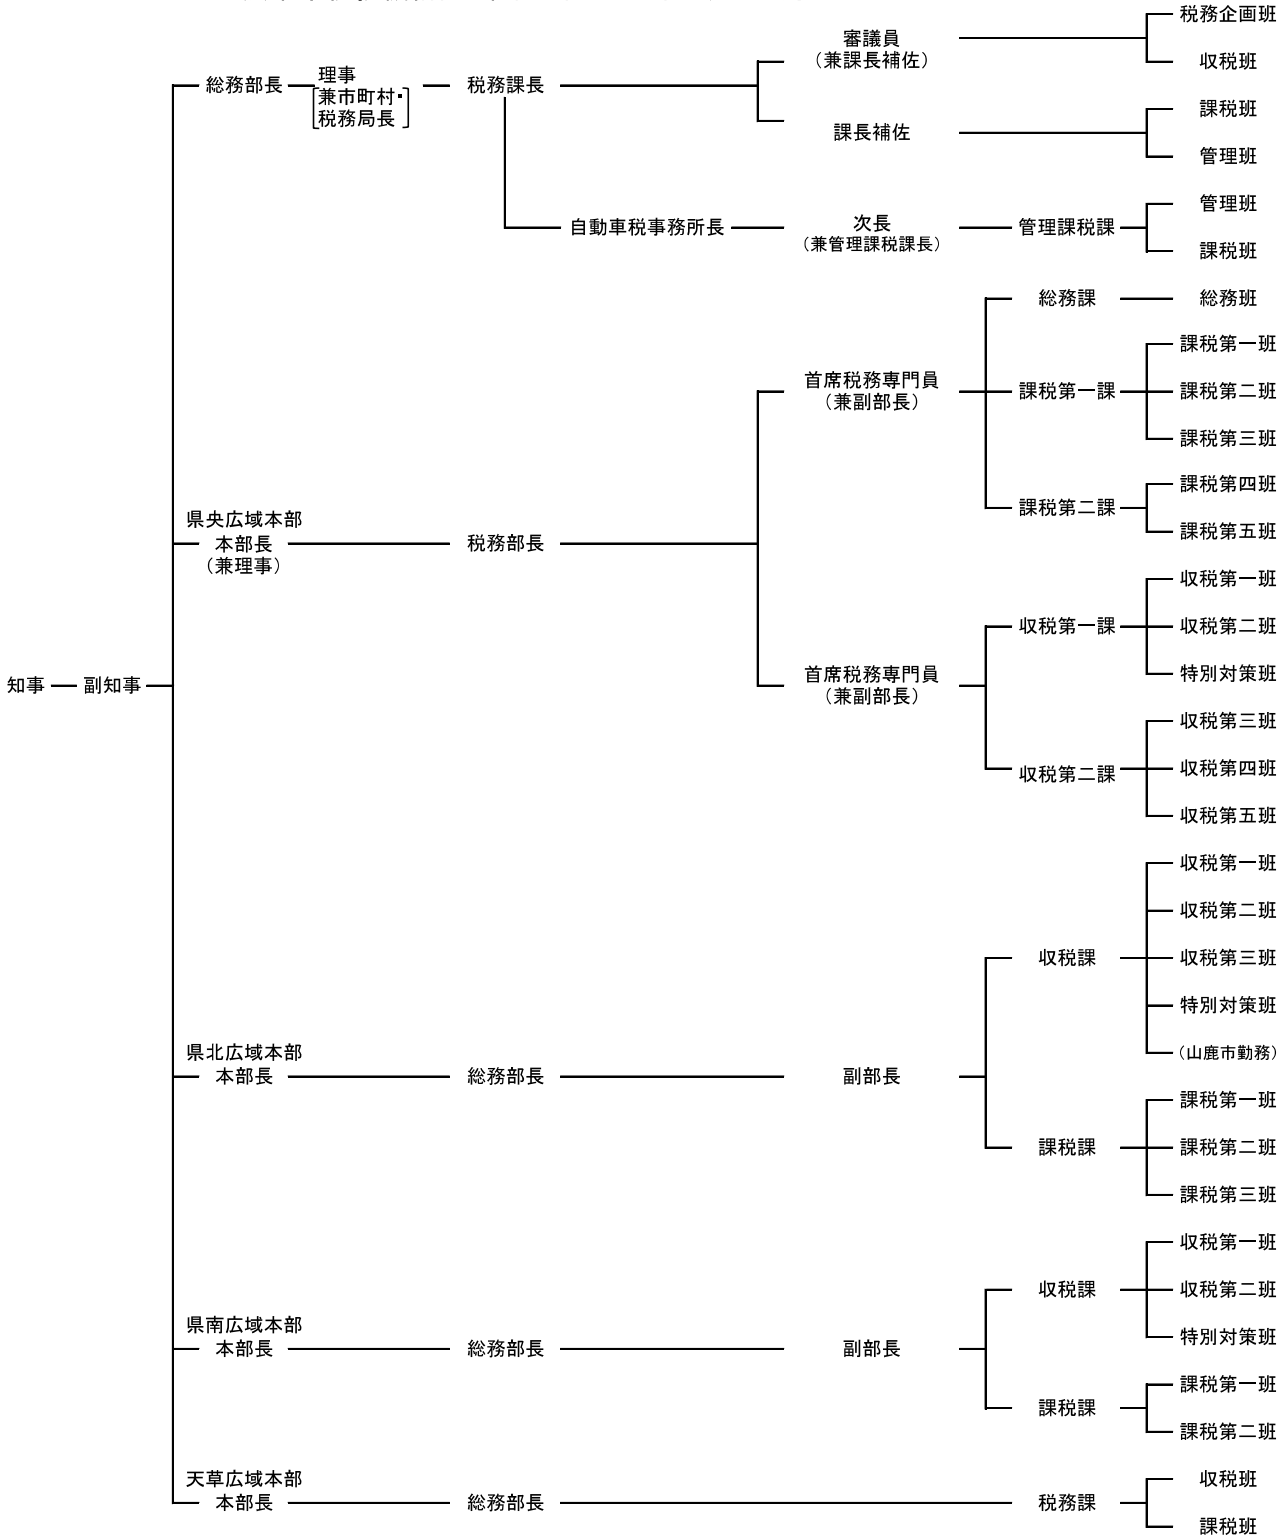 税務企画班
審議員
（兼課長補佐）
収税班
理事
総務部長
兼市町村・
税務局長
税務課長
課税班
課長補佐
管理班
管理班
自動車税事務所長
次長
（兼管理課税課長）
管理課税課
課税班
総務課
総務班
課税第一班
首席税務専門員
（兼副部長）
課税第一課
課税第二班
課税第三班
課税第四班
課税第二課
課税第五班
県央広域本部
本部長
（兼理事）
税務部長
収税第一班
収税第一課
収税第二班
特別対策班
知事
副知事
首席税務専門員
（兼副部長）
収税第三班
収税第二課
収税第四班
収税第五班
収税第一班
収税第二班
収税課
収税第三班
特別対策班
（山鹿市勤務）
県北広域本部
本部長
総務部長
副部長
課税第一班
課税課
課税第二班
課税第三班
収税第一班
収税課
収税第二班
特別対策班
県南広域本部
本部長
総務部長
副部長
課税第一班
課税課
課税第二班
天草広域本部
本部長
総務部長
税務課
収税班
課税班